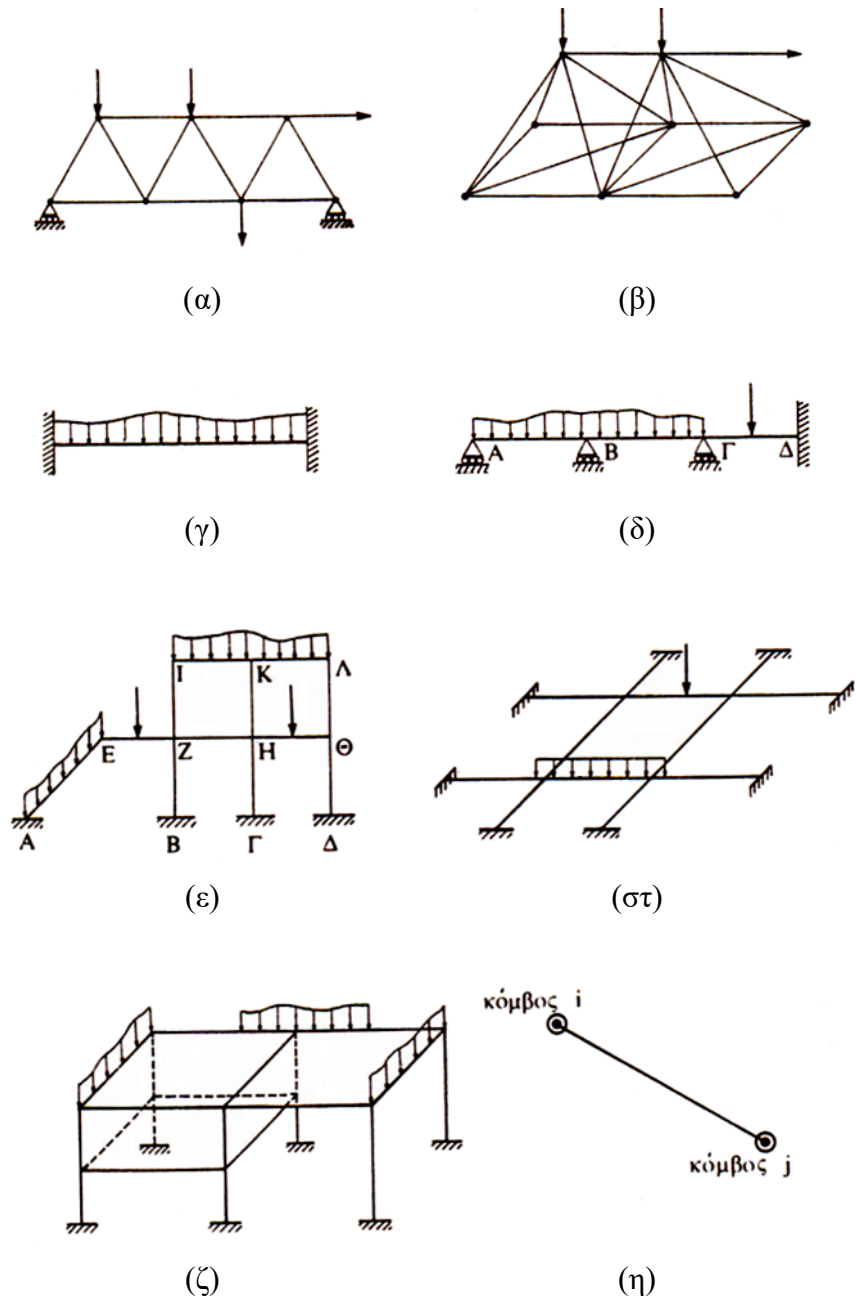 (α) (β)
(γ)
Α Β Γ Δ
(δ)
Ι Κ Λ
Ε Ζ Η Θ
Α Β Γ Δ
(ε) (στ)
κόμβος i
κόμβος j
(ζ) (η)